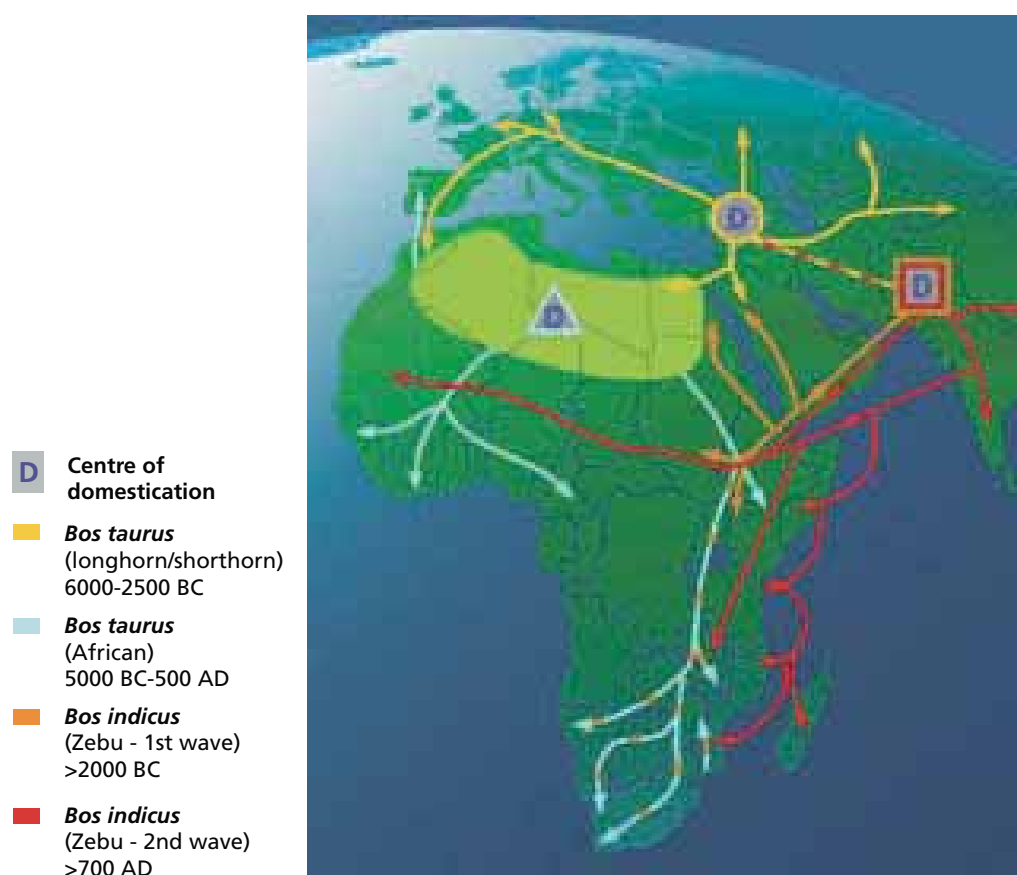 D
D
D
D Centre of
domestication
Bos taurus
(longhorn/shorthorn)
6000-2500 BC
Bos taurus
(African)
5000 BC-500 AD
Bos indicus
(Zebu - 1st wave)
>2000 BC
Bos indicus
(Zebu - 2nd wave)
>700 AD